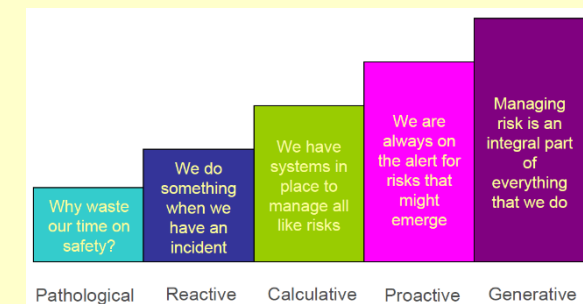 Why waste
our time on
safety?
We do
something
when we
have an
incident
We have
systems in
place to
manage all
like risks
We are
always on
the alert for
risks that
might
emerge
Managing
risk is an
integral part
of
everything
that we do
Pathological
Reactive
Calculative
Proactive
Generative